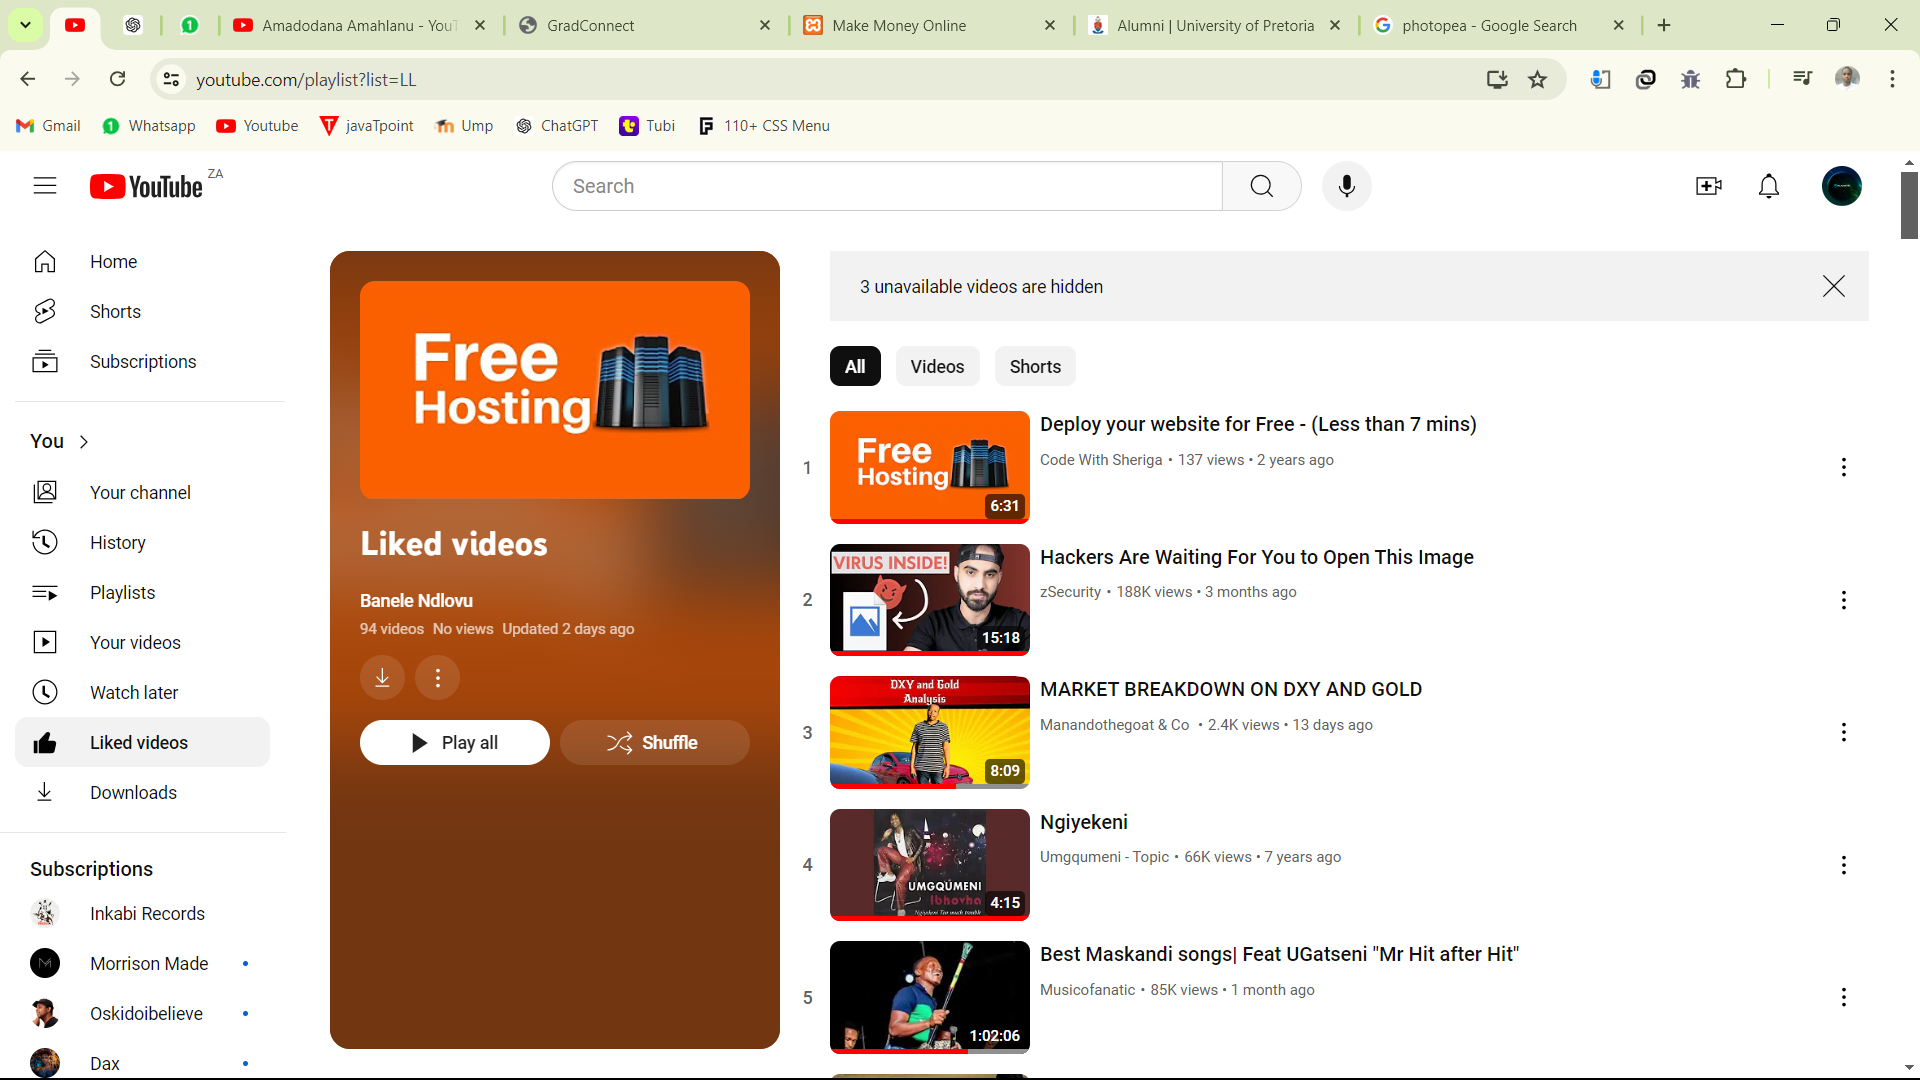 Amadodana Amahlanu - YouT
GradConnect
Make Money Online
Alumni | University of Pretoria
photopea - Google Search
youtube.com/playlist?list=LL
Gmail
Whatsapp
Youtube
javaTpoint
Ump
ChatGPT
Tubi
110+ CSS Menu
YouTube ZA
Search
Home
Shorts
Subscriptions
You
Your channel
History
Playlists
Your videos
Watch later
Liked videos
Downloads
Subscriptions
Inkabi Records
Morrison Made
Oskidoibelieve
Dax
Free
Hosting
Liked videos
Banele Ndlovu
94 videos No views Updated 2 days ago
Play all
Shuffle
3 unavailable videos are hidden
All
Videos
Shorts
1
Free
Hosting
6:31
Deploy your website for Free - (Less than 7 mins)
Code With Sheriga • 137 views • 2 years ago
2
VIRUS INSIDE!
15:18
Hackers Are Waiting For You to Open This Image
zSecurity • 188K views • 3 months ago
3
DXY and Gold
Analysis
8:09
MARKET BREAKDOWN ON DXY AND GOLD
Manandothegoat & Co • 2.4K views • 13 days ago
4
UMGQUMENI
Ibhovha
Ngiyekeni Too much trouble
4:15
Ngiyekeni
Umgqumeni - Topic • 66K views • 7 years ago
5
1:02:06
Best Maskandi songs| Feat UGatseni "Mr Hit after Hit"
Musicofanatic • 85K views • 1 month ago